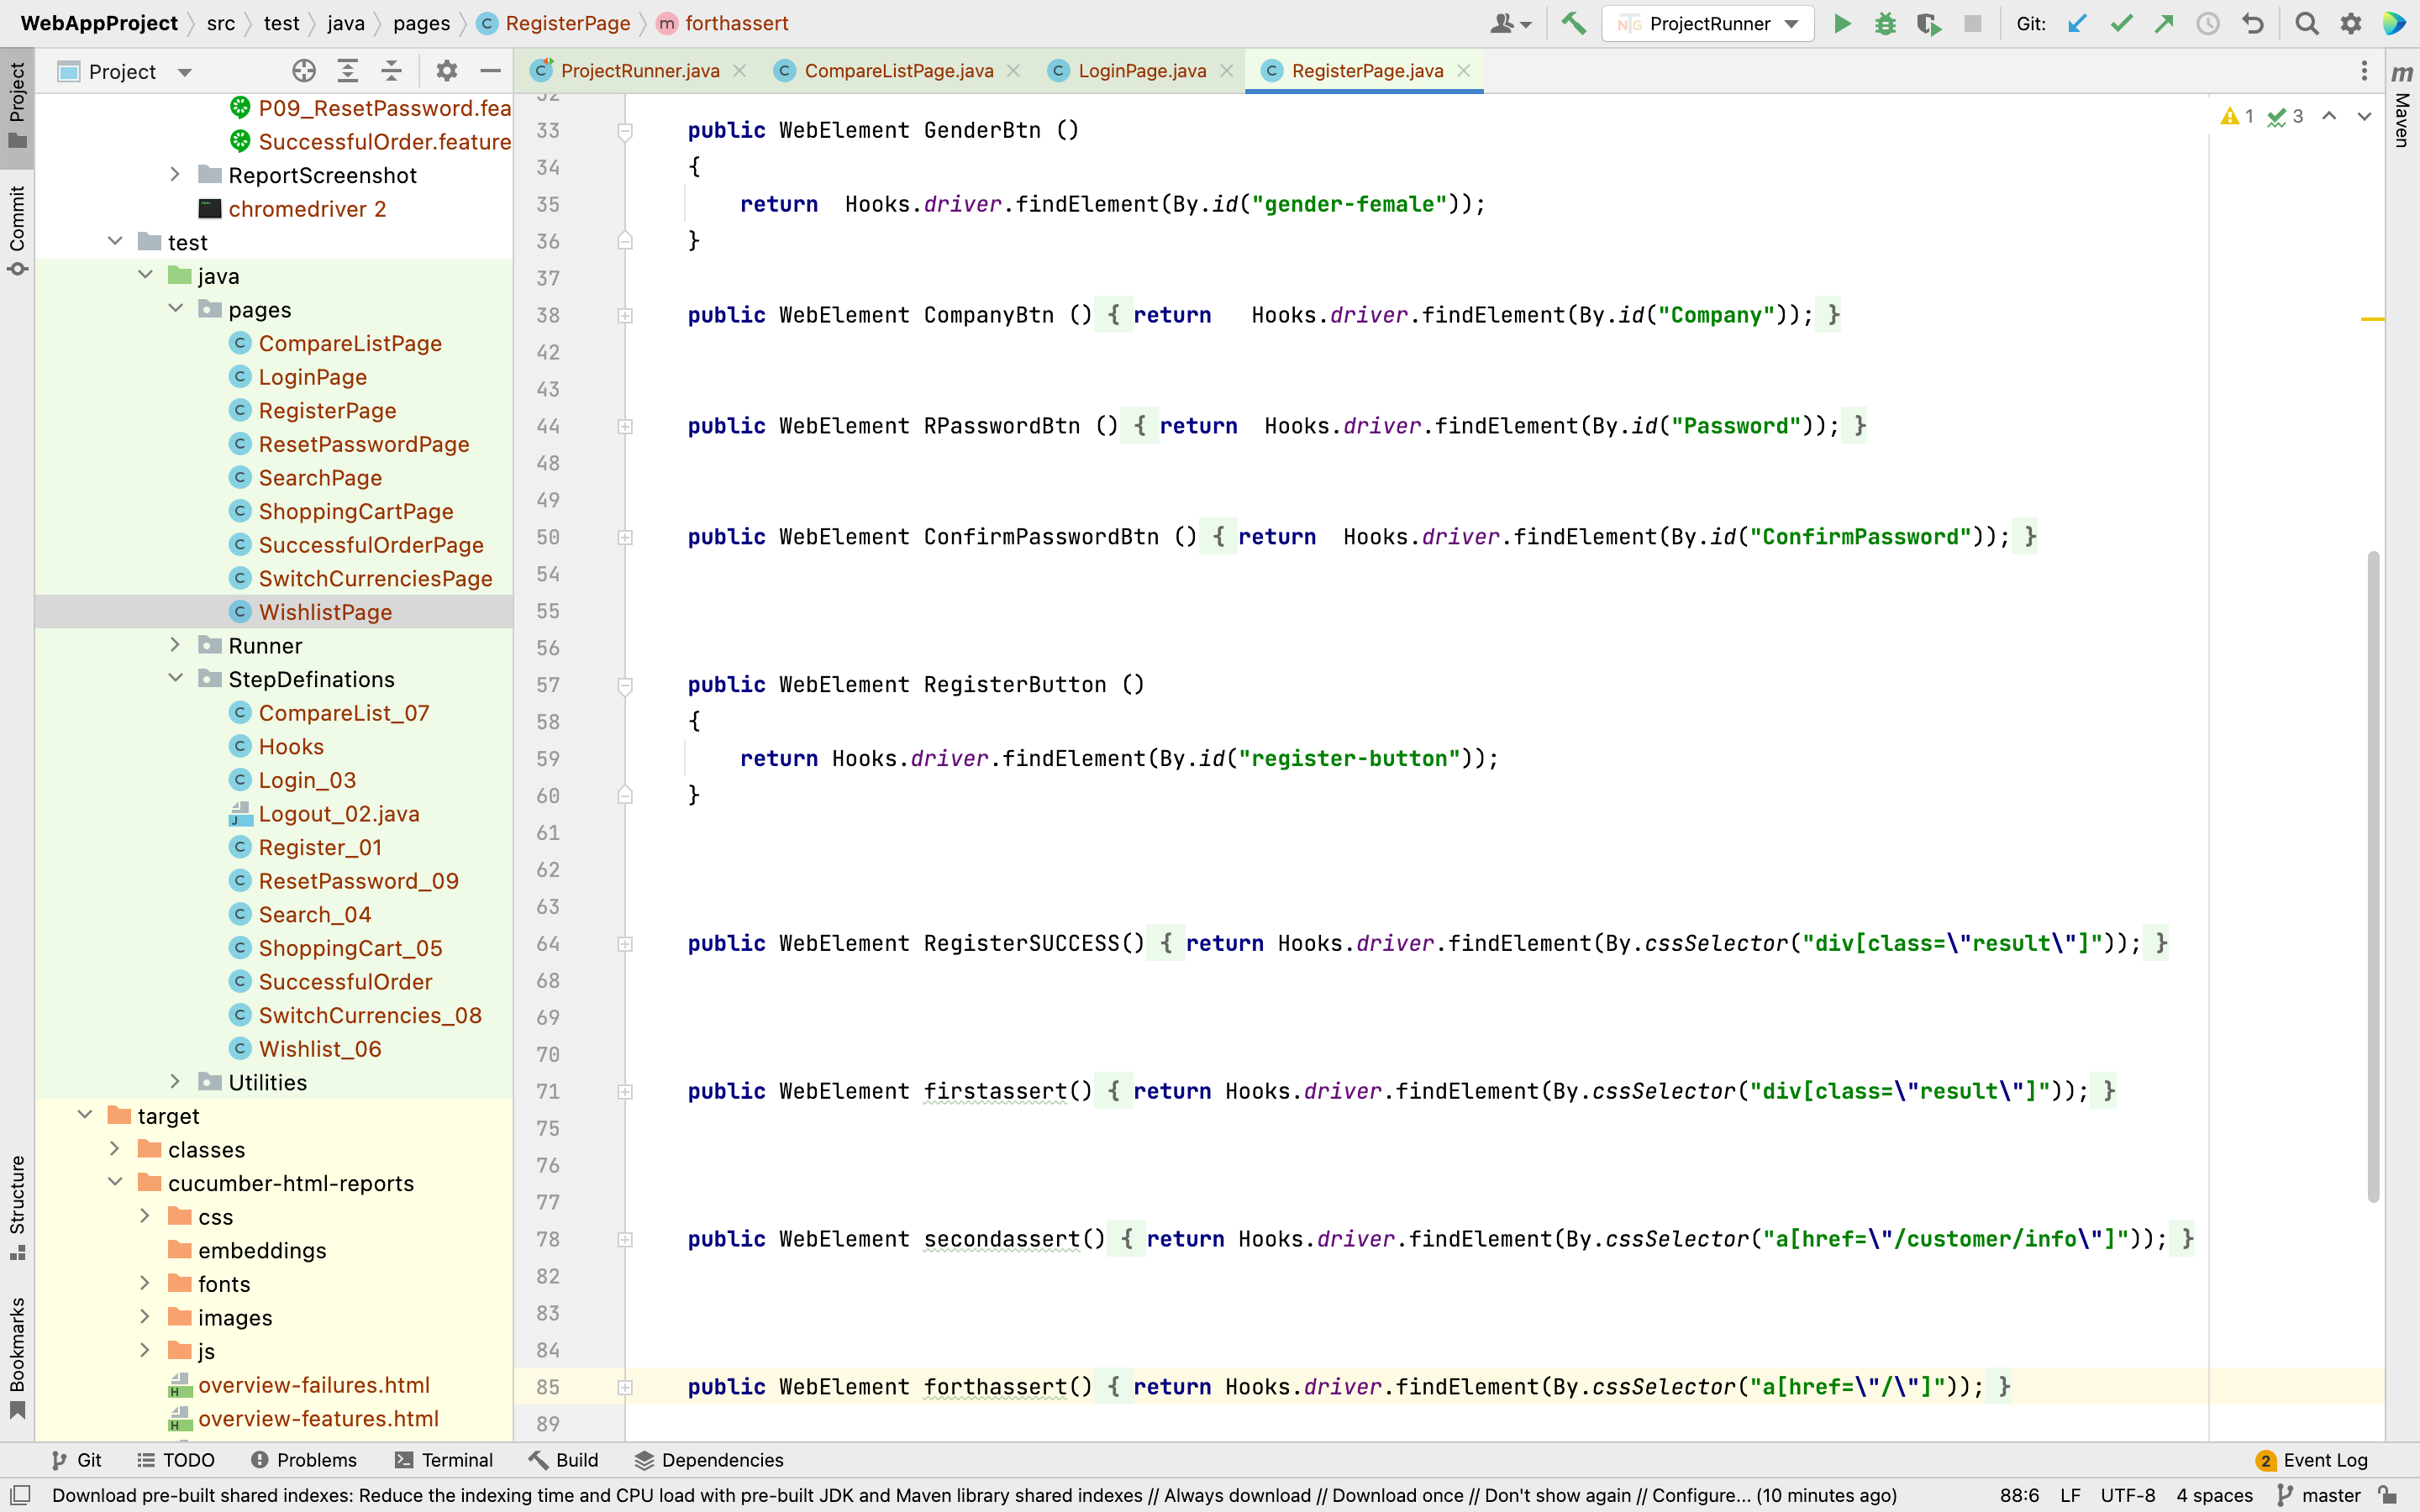 WebAppProject src test java pages RegisterPage forthassert ProjectRunner Git:
Project ProjectRunner.java CompareListPage.java LoginPage.java RegisterPage.java
Project
Commit
Structure
Bookmarks
Maven
P09_ResetPassword.fea
SuccessfulOrder.feature
ReportScreenshot
chromedriver 2
test
java
pages
CompareListPage
LoginPage
RegisterPage
ResetPasswordPage
SearchPage
ShoppingCartPage
SuccessfulOrderPage
SwitchCurrenciesPage
WishlistPage
Runner
StepDefinations
CompareList_07
Hooks
Login_03
Logout_02.java
Register_01
ResetPassword_09
Search_04
ShoppingCart_05
SuccessfulOrder
SwitchCurrencies_08
Wishlist_06
Utilities
target
classes
cucumber-html-reports
css
embeddings
fonts
images
js
overview-failures.html
overview-features.html
1 3
32
33 public WebElement GenderBtn ()
34 {
35 return  Hooks.driver.findElement(By.id("gender-female"));
36 }
37
38 public WebElement CompanyBtn () { return   Hooks.driver.findElement(By.id("Company")); }
42
43
44 public WebElement RPasswordBtn () { return  Hooks.driver.findElement(By.id("Password")); }
48
49
50 public WebElement ConfirmPasswordBtn () { return  Hooks.driver.findElement(By.id("ConfirmPassword")); }
54
55
56
57 public WebElement RegisterButton ()
58 {
59 return Hooks.driver.findElement(By.id("register-button"));
60 }
61
62
63
64 public WebElement RegisterSUCCESS() { return Hooks.driver.findElement(By.cssSelector("div[class=\"result\"]")); }
68
69
70
71 public WebElement firstassert() { return Hooks.driver.findElement(By.cssSelector("div[class=\"result\"]")); }
75
76
77
78 public WebElement secondassert() { return Hooks.driver.findElement(By.cssSelector("a[href=\"/customer/info\"]")); }
82
83
84
85 public WebElement forthassert() { return Hooks.driver.findElement(By.cssSelector("a[href=\"/\"]")); }
89
Git TODO Problems Terminal Build Dependencies 2 Event Log
Download pre-built shared indexes: Reduce the indexing time and CPU load with pre-built JDK and Maven library shared indexes // Always download // Download once // Don't show again // Configure... (10 minutes ago) 88:6 LF UTF-8 4 spaces master